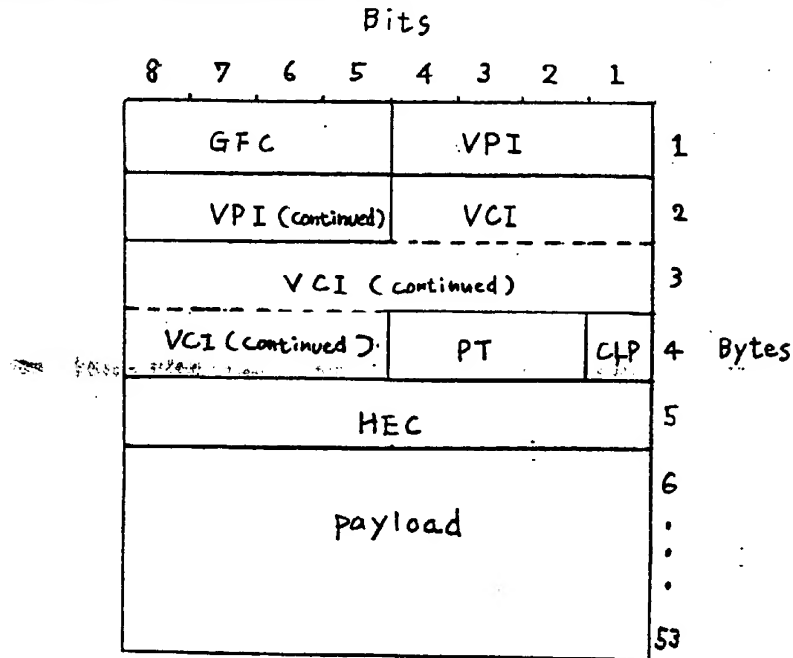 Bits
8 7 6 5 4 3 2 1
GFC VPI 1
VPI (continued) VCI 2
VCI (continued) 3
VCI (continued) PT CLP 4 Bytes
HEC 5
6
payload
53